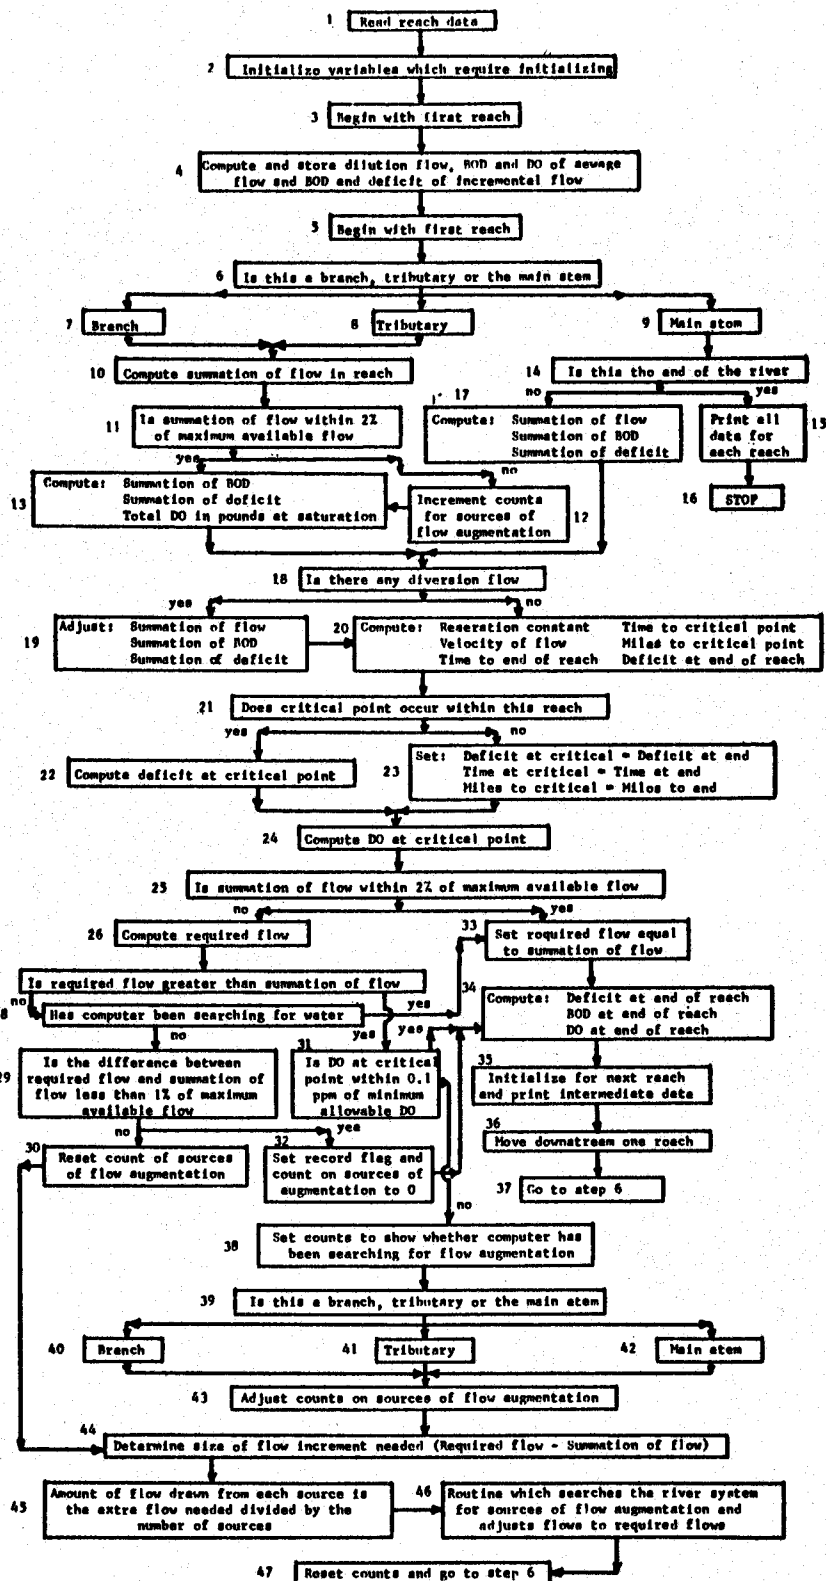 1 Read reach data
2 Initialize variables which require initializing
3 Begin with first reach
4 Compute and store dilution flow, BOD and DO of sewage
flow and BOD and deficit of incremental flow
5 Begin with first reach
6 Is this a branch, tributary or the main stem
7 Branch
8 Tributary
9 Main stem
10 Compute summation of flow in reach
14 Is this the end of the river
no
yes
11 Is summation of flow within 2%
of maximum available flow
yes
no
17
Compute: Summation of flow
Summation of BOD
Summation of deficit
Print all
data for
each reach
15
16 STOP
13 Compute: Summation of BOD
Summation of deficit
Total DO in pounds at saturation
Increment counts
for sources of
flow augmentation
12
18 Is there any diversion flow
yes
no
19 Adjust: Summation of flow
Summation of BOD
Summation of deficit
20 Compute: Reaeration constant Time to critical point
Velocity of flow Miles to critical point
Time to end of reach Deficit at end of reach
21 Does critical point occur within this reach
yes
no
22 Compute deficit at critical point
23 Set: Deficit at critical = Deficit at end
Time at critical = Time at end
Miles to critical = Miles to end
24 Compute DO at critical point
25 Is summation of flow within 2% of maximum available flow
no
yes
26 Compute required flow
33 Set required flow equal
to summation of flow
Is required flow greater than summation of flow
no
8 Has computer been searching for water
yes
yes
yes
no
34
Compute: Deficit at end of reach
BOD at end of reach
DO at end of reach
29 Is the difference between
required flow and summation of
flow less than 1% of maximum
available flow
31
Is DO at critical
point within 0.1
ppm of minimum
allowable DO
35
Initialize for next reach
and print intermediate data
no
yes
30 Reset count of sources
of flow augmentation
32
Set record flag and
count on sources of
augmentation to 0
36
Move downstream one reach
37 Go to step 6
no
38 Set counts to show whether computer has
been searching for flow augmentation
39 Is this a branch, tributary or the main stem
40 Branch
41 Tributary
42 Main stem
43 Adjust counts on sources of flow augmentation
44
Determine size of flow increment needed (Required flow - Summation of flow)
45 Amount of flow drawn from each source is
the extra flow needed divided by the
number of sources
46 Routine which searches the river system
for sources of flow augmentation and
adjusts flows to required flows
47 Reset counts and go to step 6